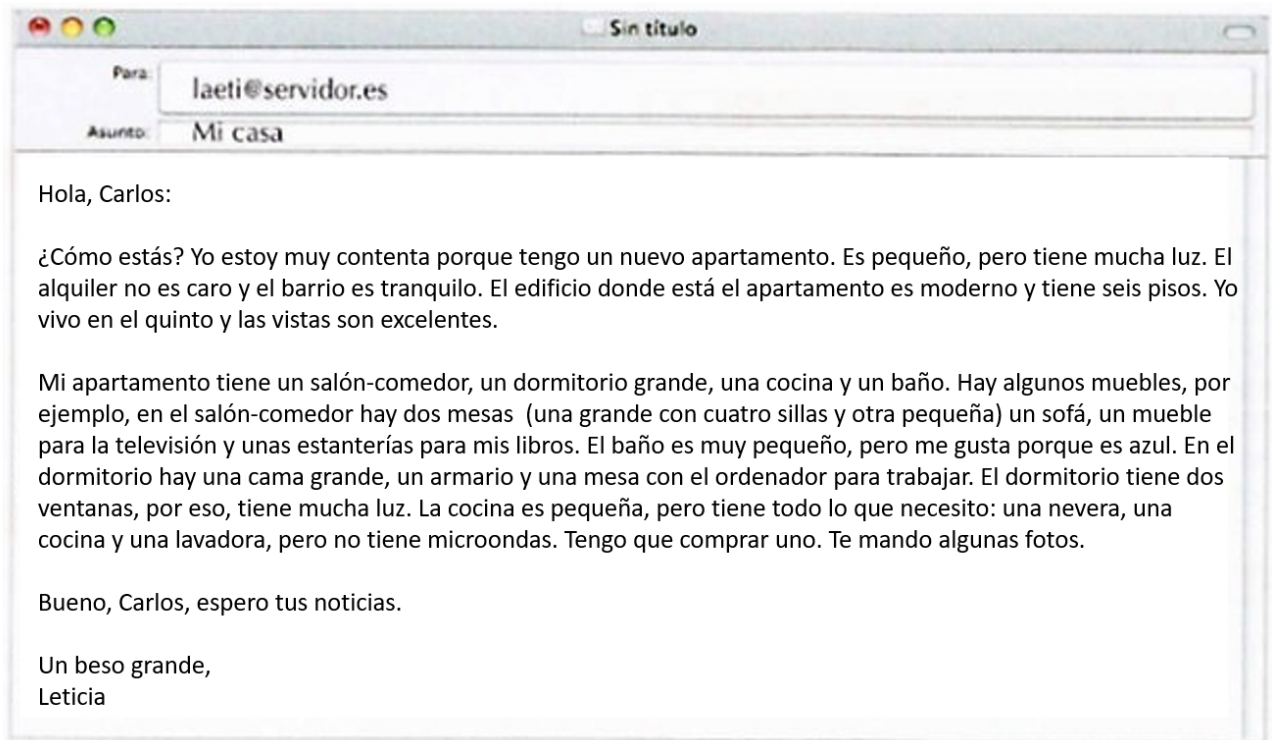 Sin título
Para:
laeti@servidor.es
Asunto:
Mi casa
Hola, Carlos:
¿Cómo estás? Yo estoy muy contenta porque tengo un nuevo apartamento. Es pequeño, pero tiene mucha luz. El
alquiler no es caro y el barrio es tranquilo. El edificio donde está el apartamento es moderno y tiene seis pisos. Yo
vivo en el quinto y las vistas son excelentes.
Mi apartamento tiene un salón-comedor, un dormitorio grande, una cocina y un baño. Hay algunos muebles, por
ejemplo, en el salón-comedor hay dos mesas (una grande con cuatro sillas y otra pequeña) un sofá, un mueble
para la televisión y unas estanterías para mis libros. El baño es muy pequeño, pero me gusta porque es azul. En el
dormitorio hay una cama grande, un armario y una mesa con el ordenador para trabajar. El dormitorio tiene dos
ventanas, por eso, tiene mucha luz. La cocina es pequeña, pero tiene todo lo que necesito: una nevera, una
cocina y una lavadora, pero no tiene microondas. Tengo que comprar uno. Te mando algunas fotos.
Bueno, Carlos, espero tus noticias.
Un beso grande,
Leticia